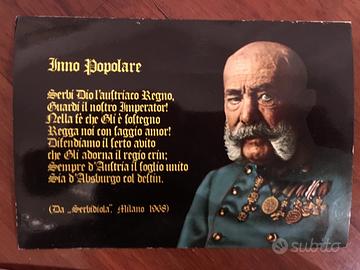 Inno Popolare
Serbi Dio l'austriaco Regno,
Guardi il nostro Imperator!
Nella fè che Gli è sostegno
Regga noi con saggio amor!
Difendiamo il serto avito
che Gli adorna il regio crin;
Sempre d'Austria il soglio unito
Sia d'Absburgo col destin.
(Da „Serbidiola", Milano 1968)
subito